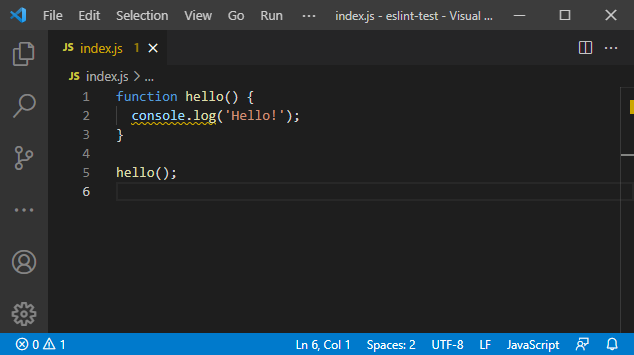 File Edit Selection View Go Run ··· index.js - eslint-test - Visual ...
JS index.js 1
JS index.js > ...
1 function hello() {
2 console.log('Hello!');
3 }
4
5 hello();
6
0 1 Ln 6, Col 1 Spaces: 2 UTF-8 LF JavaScript